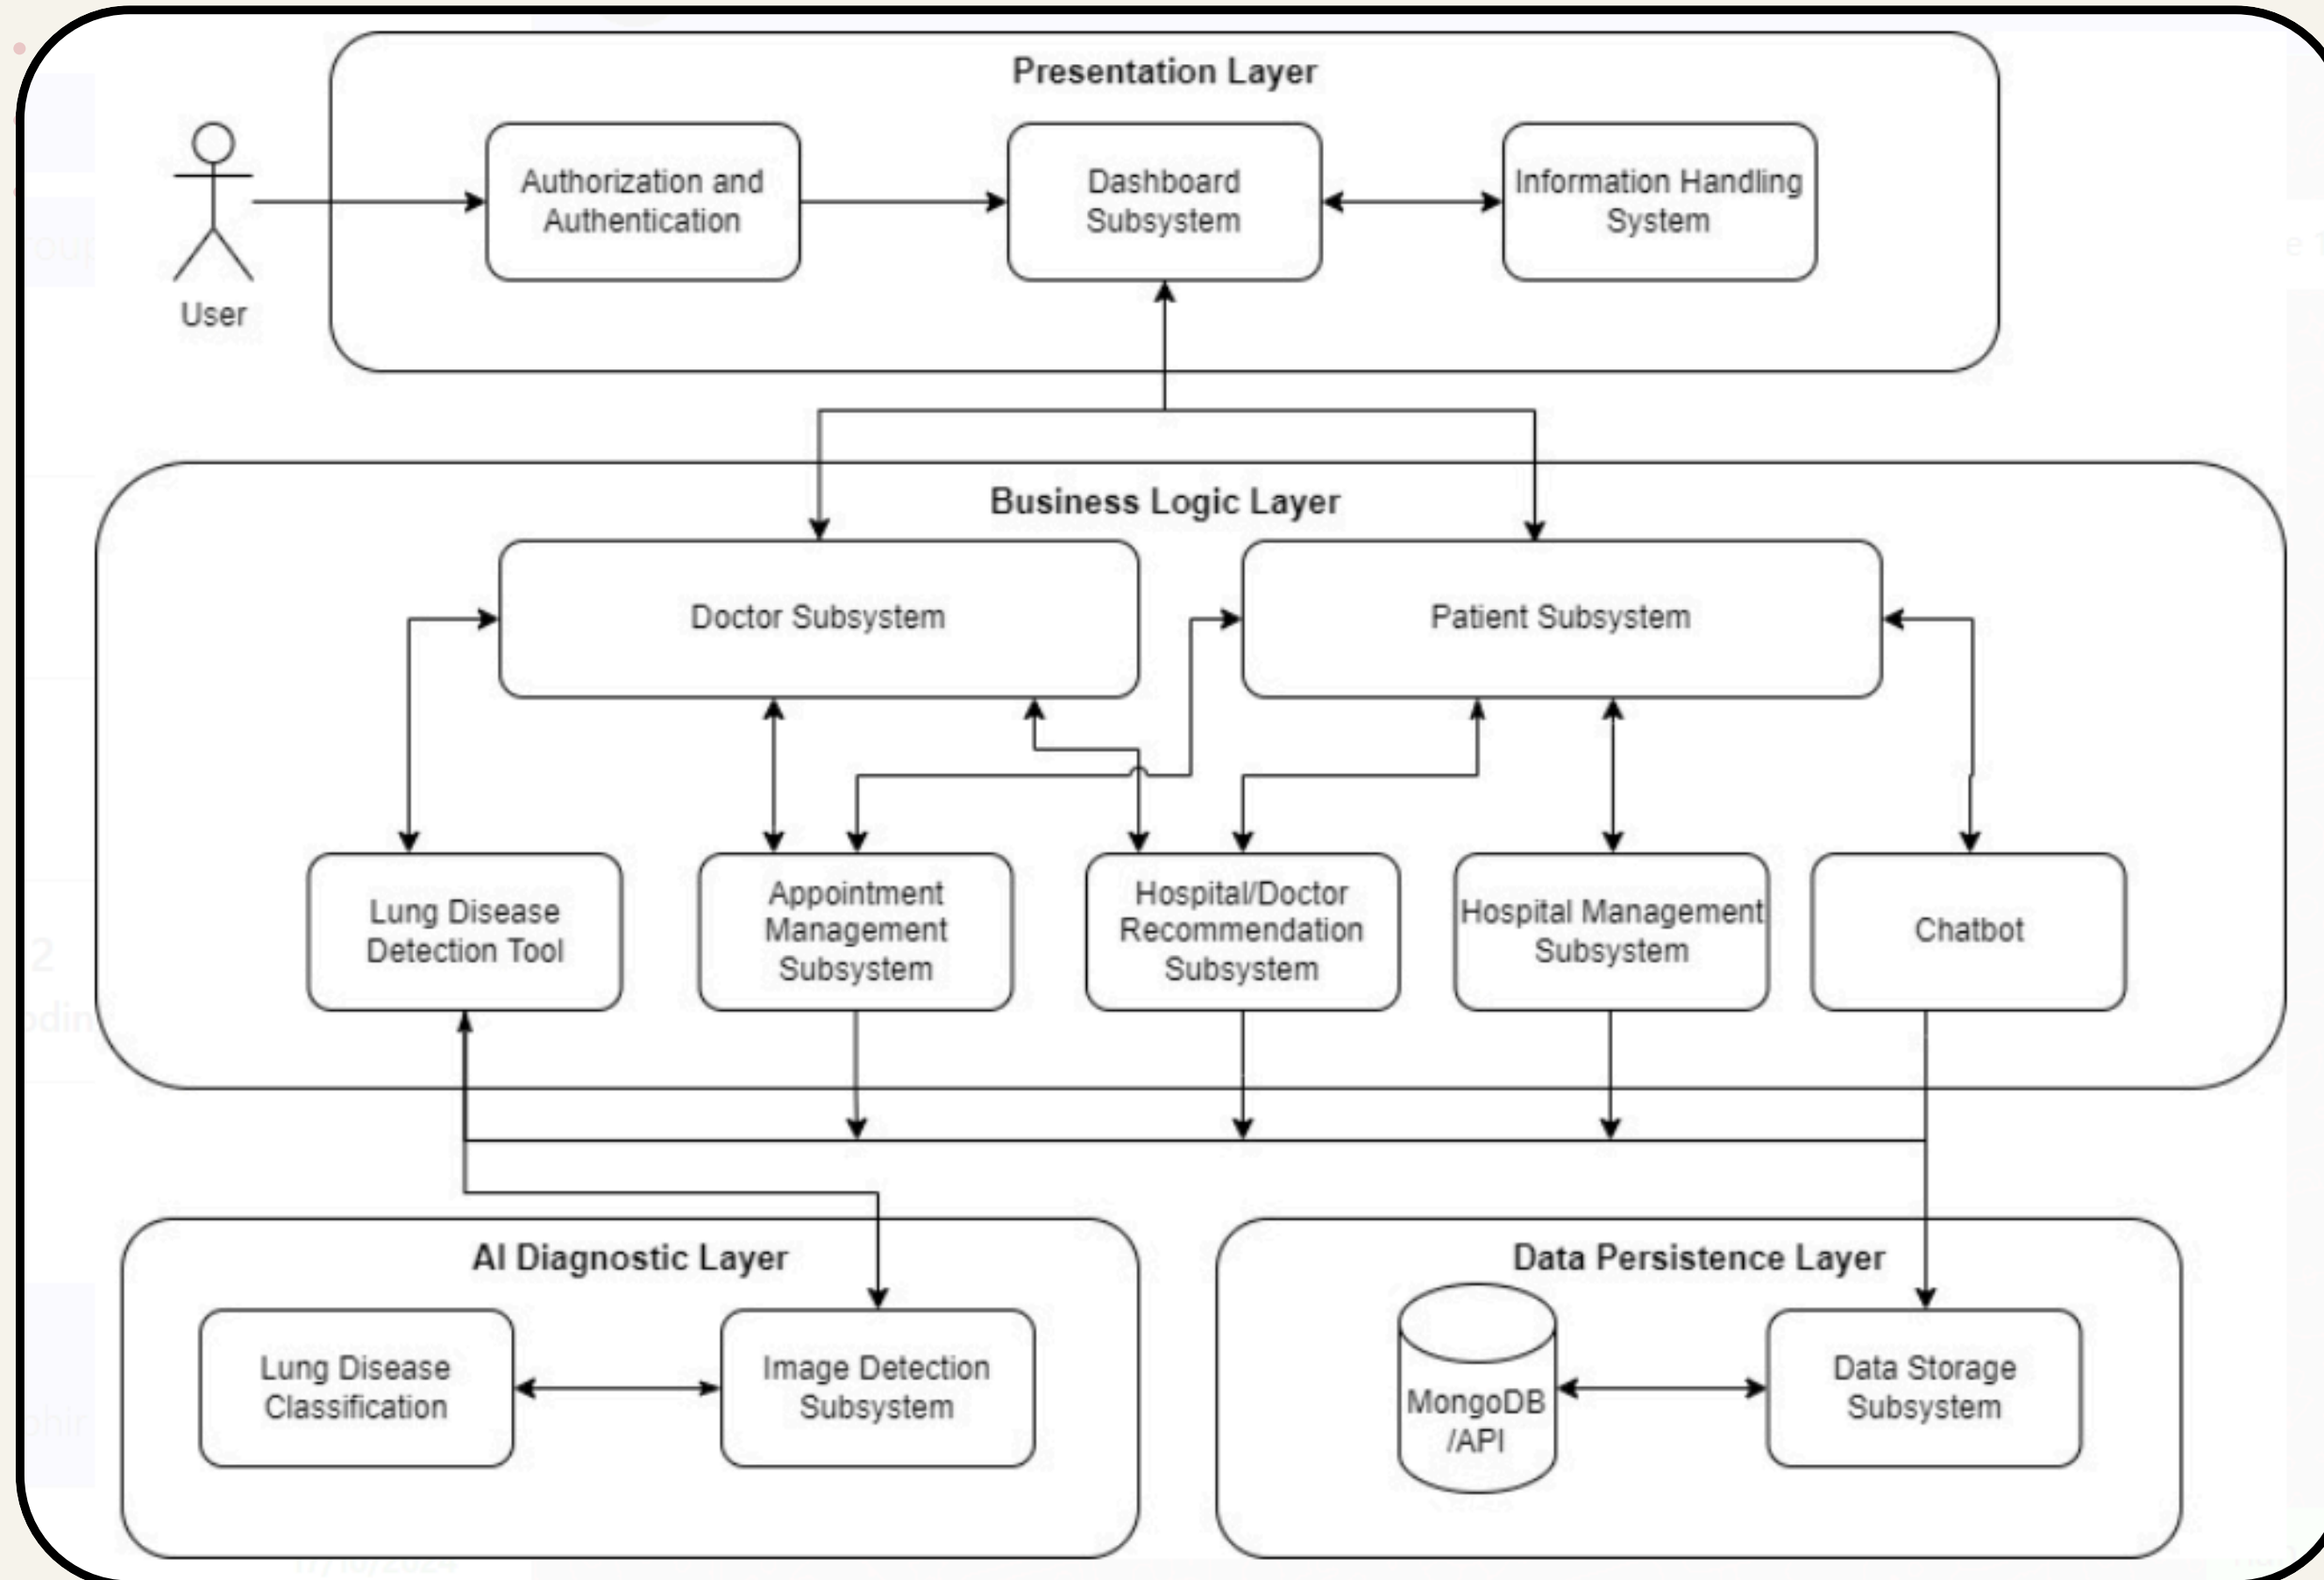 Presentation Layer
Authorization and
Authentication
Dashboard
Subsystem
Information Handling
System
User
Business Logic Layer
Doctor Subsystem
Patient Subsystem
Lung Disease
Detection Tool
Appointment
Management
Subsystem
Hospital/Doctor
Recommendation
Subsystem
Hospital Management
Subsystem
Chatbot
AI Diagnostic Layer
Lung Disease
Classification
Image Detection
Subsystem
Data Persistence Layer
MongoDB
/API
Data Storage
Subsystem